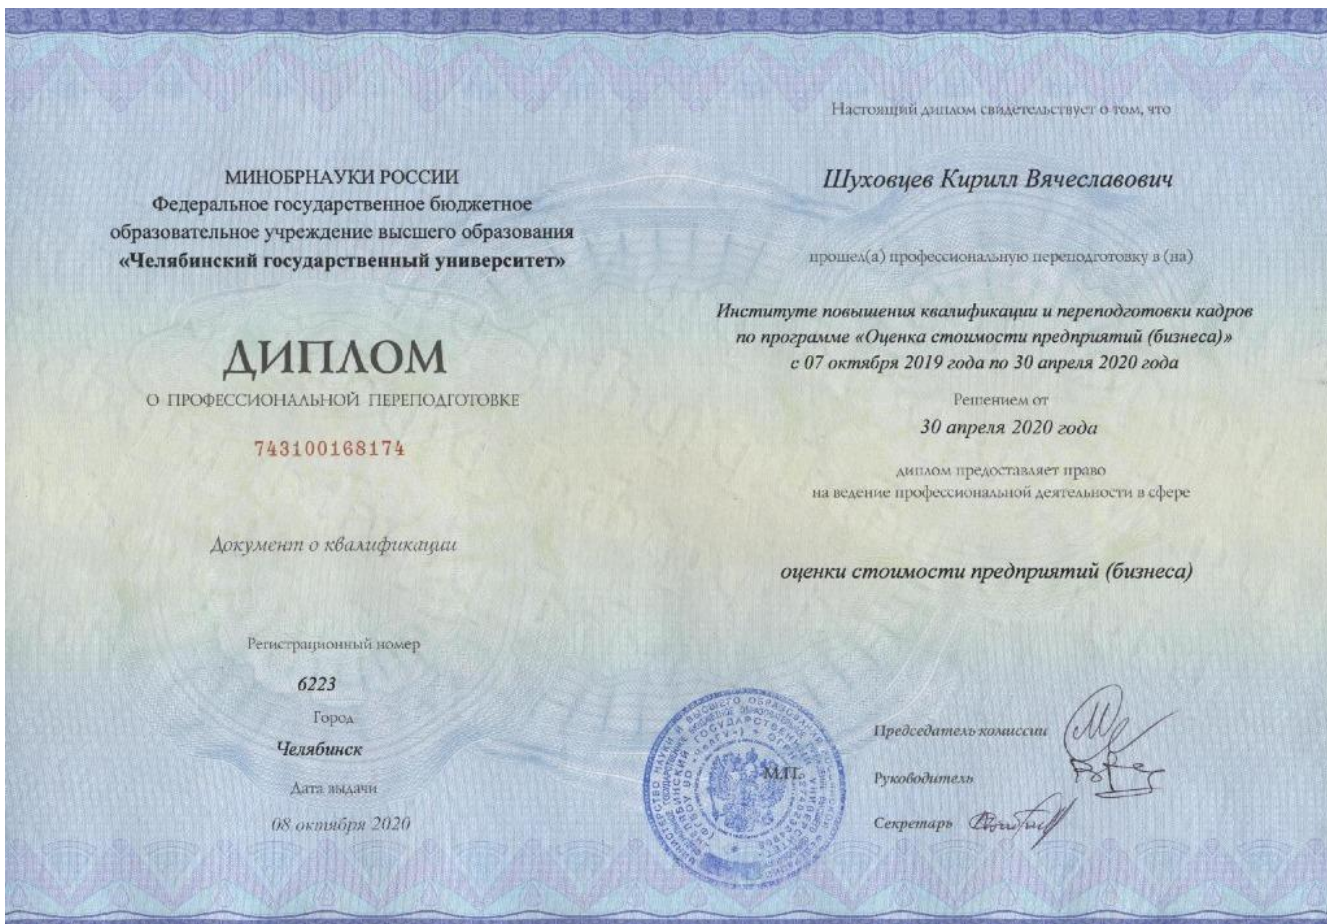 МИНОБРНАУКИ РОССИИ
Федеральное государственное бюджетное
образовательное учреждение высшего образования
«Челябинский государственный университет»
ДИПЛОМ
О ПРОФЕССИОНАЛЬНОЙ ПЕРЕПОДГОТОВКЕ
743100168174
Документ о квалификации
Регистрационный номер
6223
Город
Челябинск
Дата выдачи
08 октября 2020
Настоящий диплом свидетельствует о том, что
Шуховцев Кирилл Вячеславович
прошел(а) профессиональную переподготовку в (на)
Институте повышения квалификации и переподготовки кадров
по программе «Оценка стоимости предприятий (бизнеса)»
с 07 октября 2019 года по 30 апреля 2020 года
Решением от
30 апреля 2020 года
диплом предоставляет право
на ведение профессиональной деятельности в сфере
оценки стоимости предприятий (бизнеса)
М.П.
Председатель комиссии
Руководитель
Секретарь